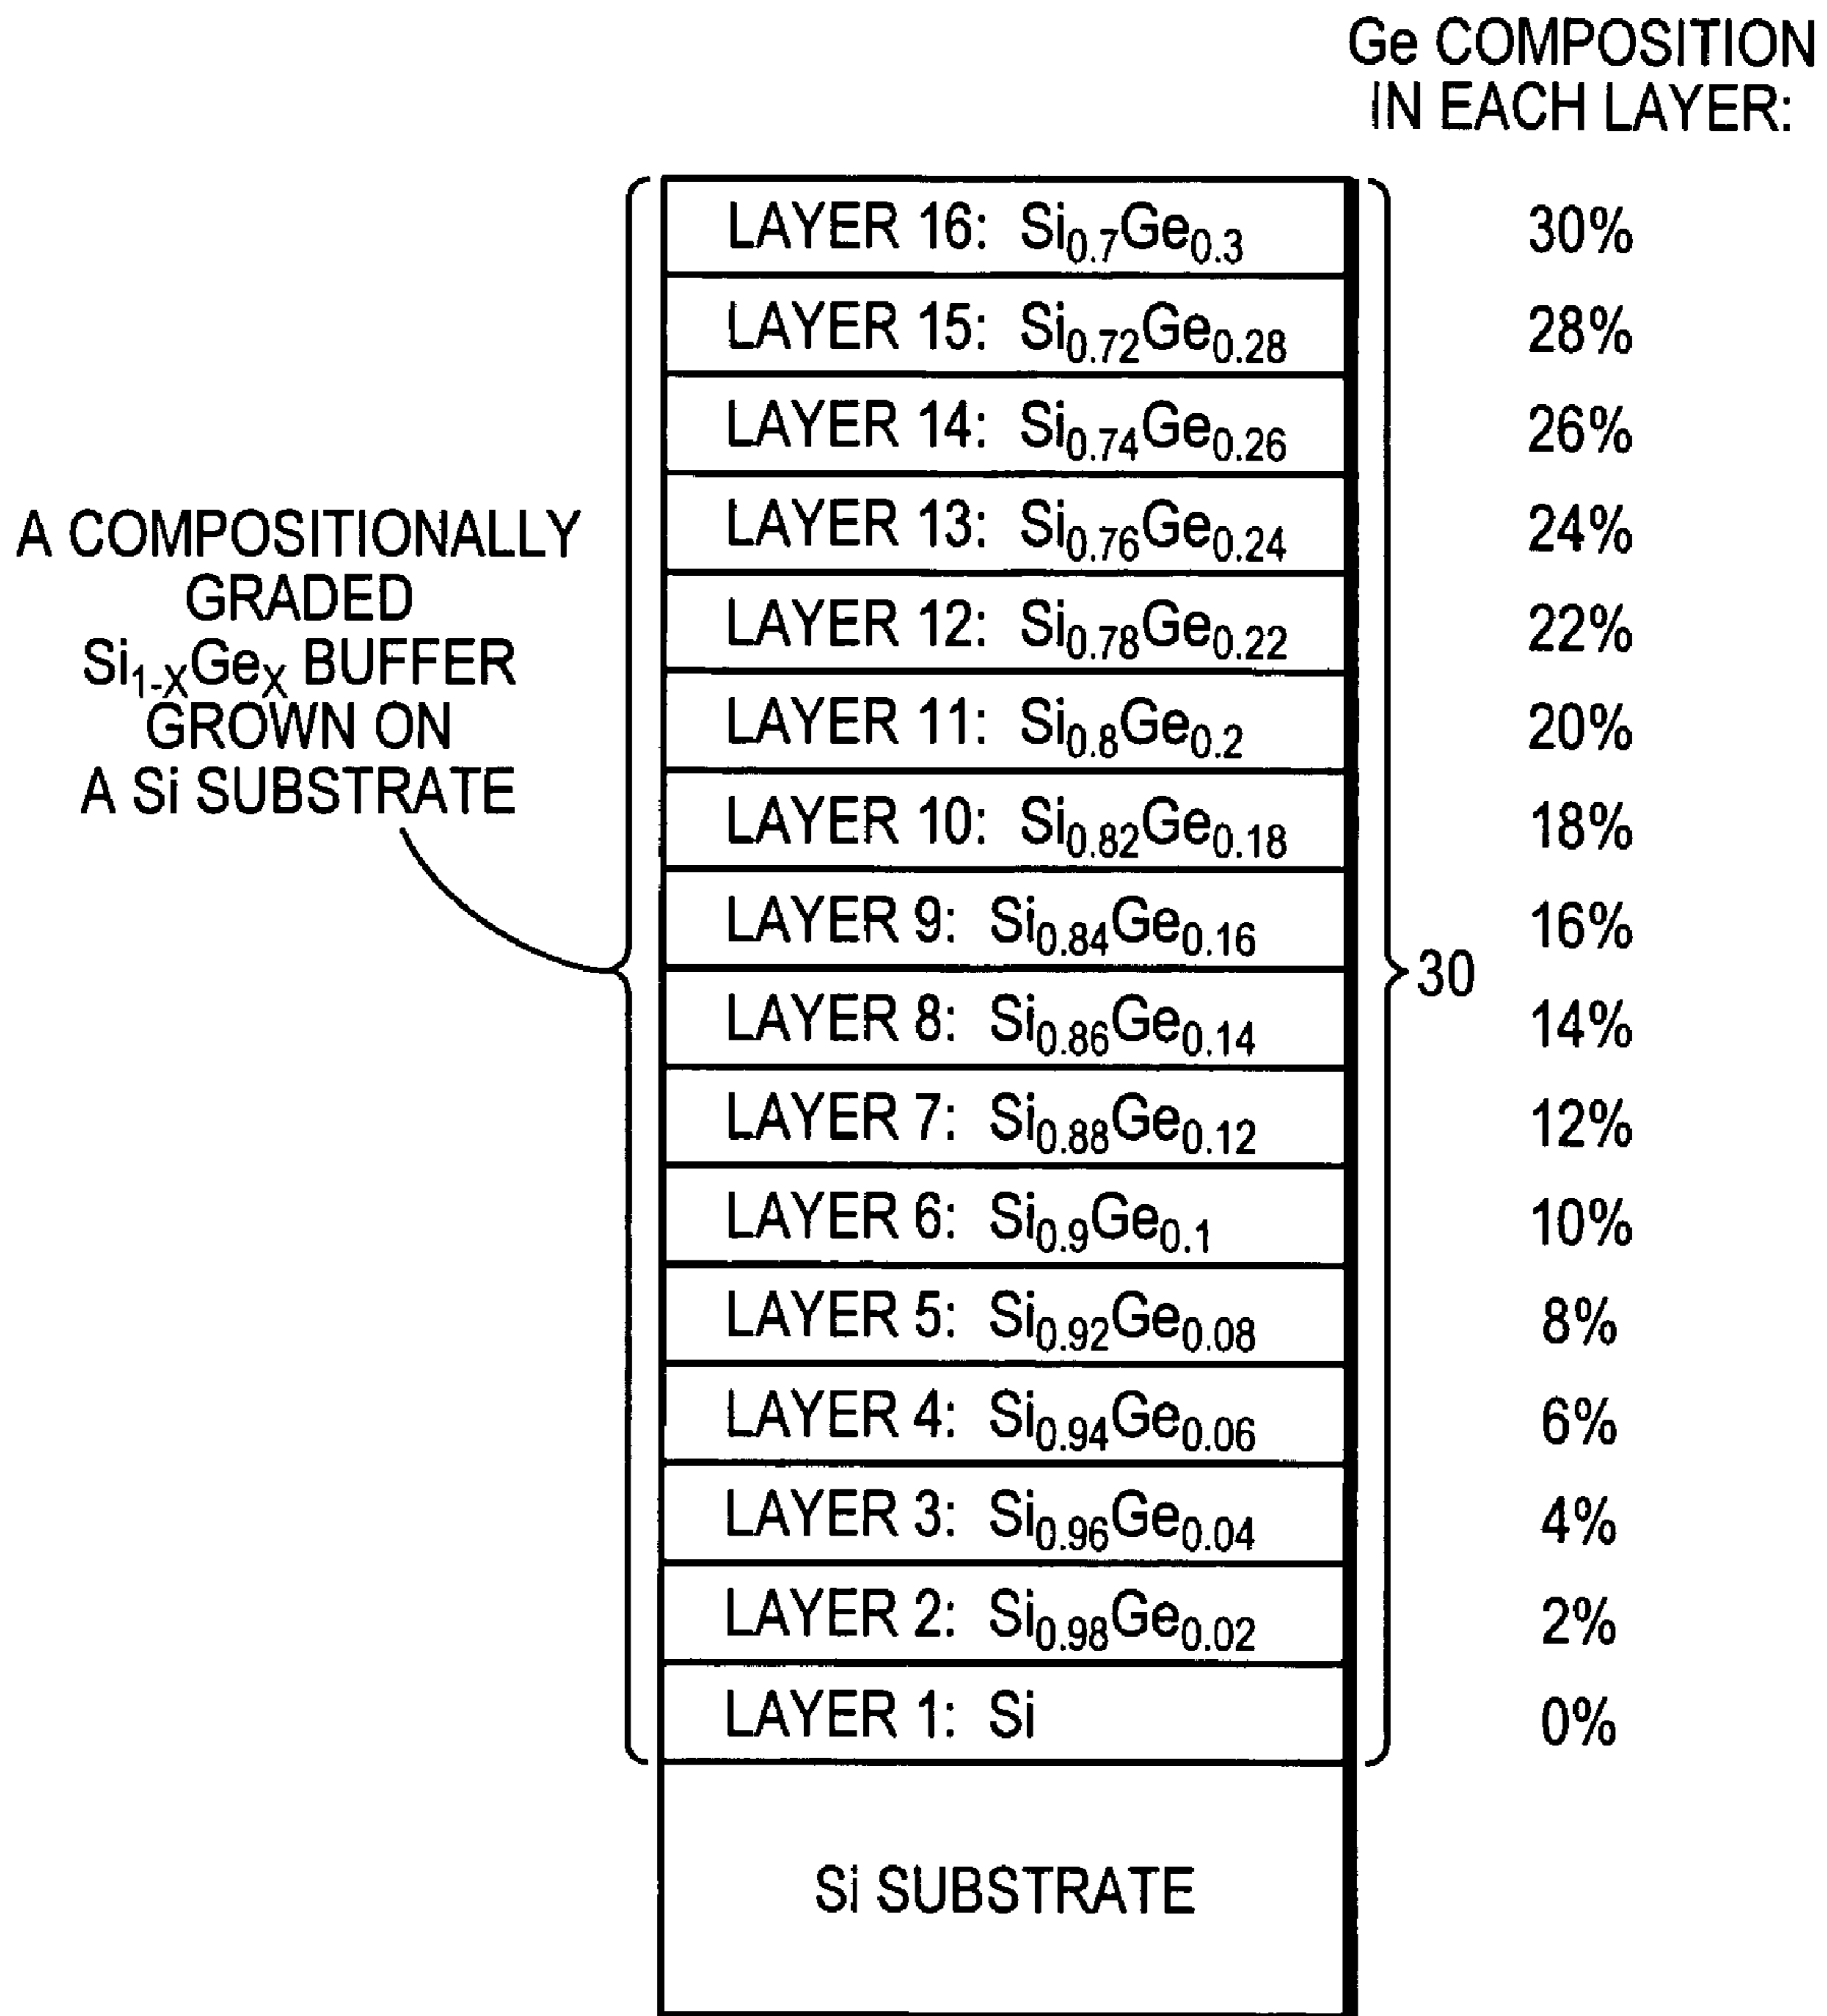 Ge COMPOSITION
IN EACH LAYER:
LAYER 16: Si0.7Ge0.3 30%
LAYER 15: Si0.72Ge0.28 28%
LAYER 14: Si0.74Ge0.26 26%
LAYER 13: Si0.76Ge0.24 24%
LAYER 12: Si0.78Ge0.22 22%
LAYER 11: Si0.8Ge0.2 20%
LAYER 10: Si0.82Ge0.18 18%
LAYER 9: Si0.84Ge0.16 16%
LAYER 8: Si0.86Ge0.14 14%
LAYER 7: Si0.88Ge0.12 12%
LAYER 6: Si0.9Ge0.1 10%
LAYER 5: Si0.92Ge0.08 8%
LAYER 4: Si0.94Ge0.06 6%
LAYER 3: Si0.96Ge0.04 4%
LAYER 2: Si0.98Ge0.02 2%
LAYER 1: Si 0%
Si SUBSTRATE
A COMPOSITIONALLY
GRADED
Si1-XGeX BUFFER
GROWN ON
A Si SUBSTRATE
30